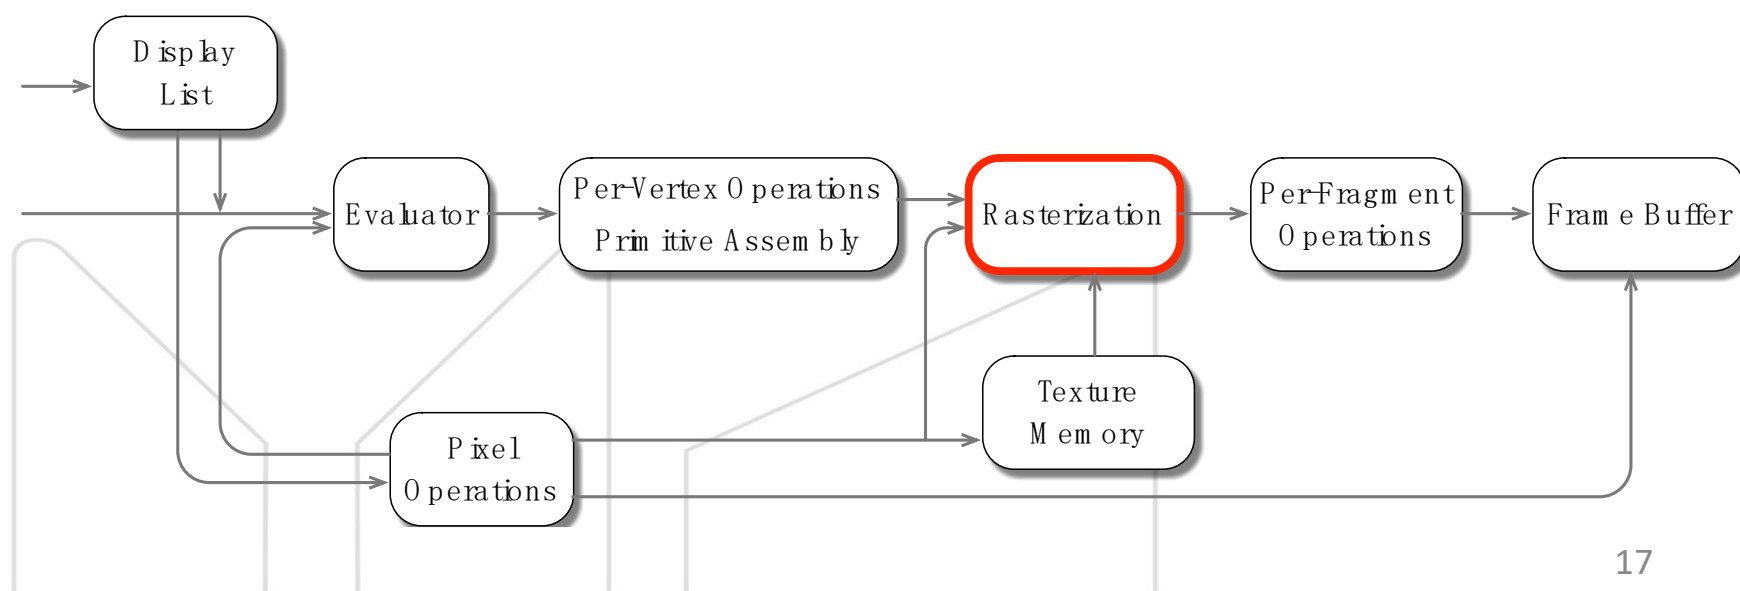 Display
List
Evaluator
Per-Vertex Operations
Primitive Assembly
Rasterization
Per-Fragment
Operations
Frame Buffer
Texture
Memory
Pixel
Operations
17